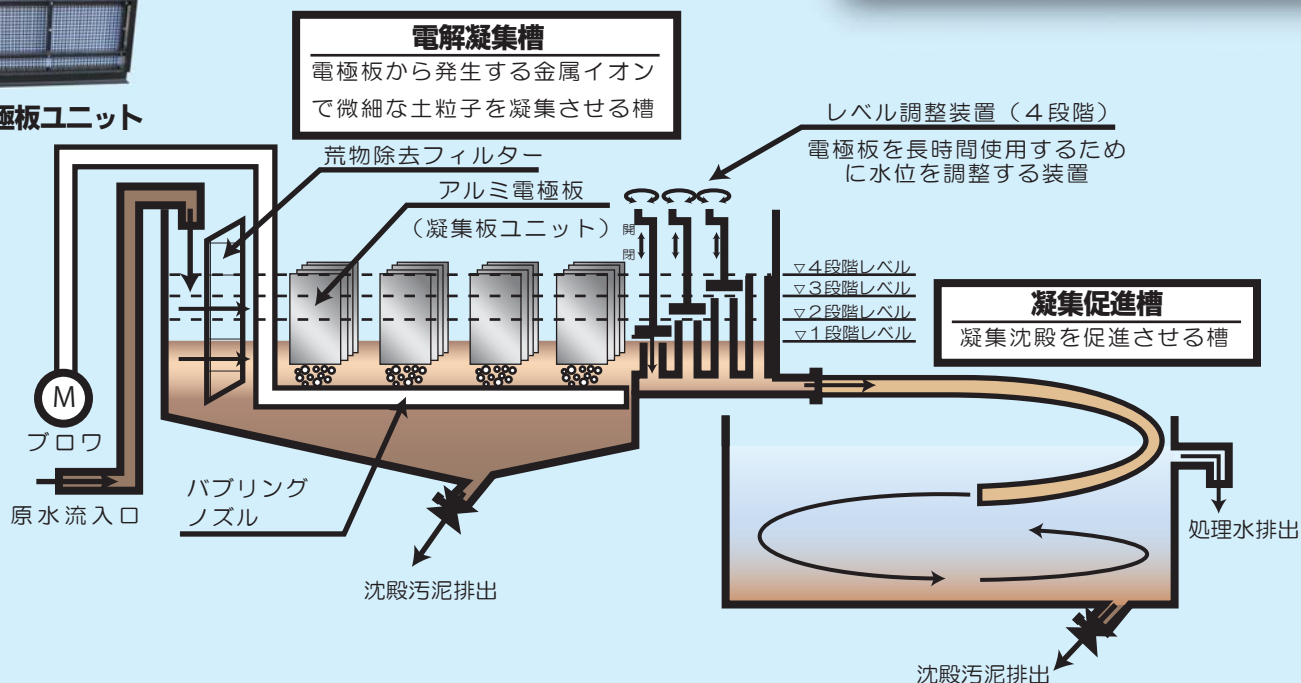 電解凝集槽
電極板から発生する金属イオン
で微細な土粒子を凝集させる槽
極板ユニット
荒物除去フィルター
アルミ電極板
（凝集板ユニット）
レベル調整装置（４段階）
電極板を長時間使用するため
に水位を調整する装置
開
閉
▽４段階レベル
▽３段階レベル
▽２段階レベル
▽１段階レベル
凝集促進槽
凝集沈殿を促進させる槽
M
ブロワ
原水流入口
バブリング
ノズル
沈殿汚泥排出
処理水排出
沈殿汚泥排出